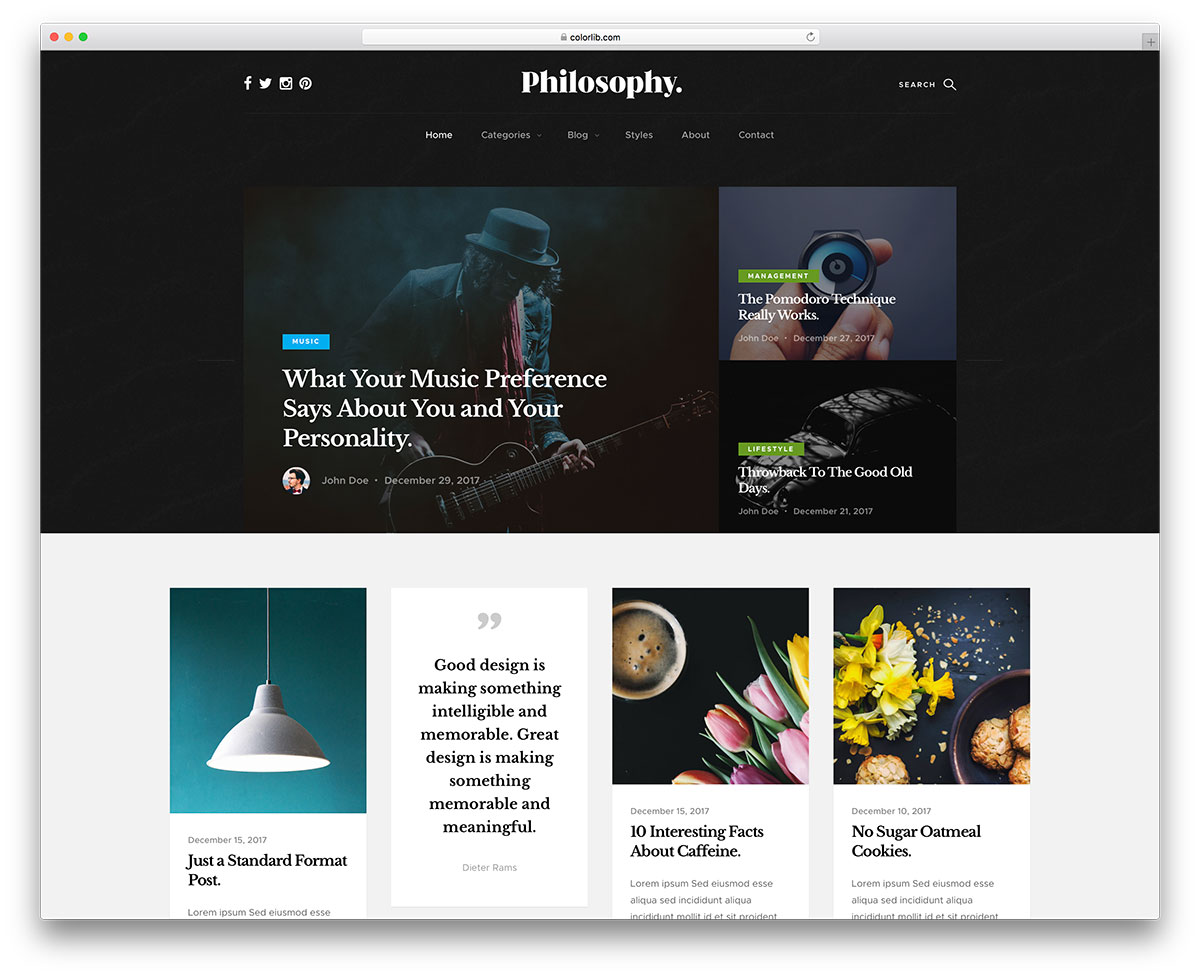 colorlib.com
Philosophy.
SEARCH
Home Categories Blog Styles About Contact
MUSIC
What Your Music Preference
Says About You and Your
Personality.
John Doe • December 29, 2017
MANAGEMENT
The Pomodoro Technique
Really Works.
John Doe • December 27, 2017
LIFESTYLE
Throwback To The Good Old
Days.
John Doe • December 21, 2017
December 15, 2017
Just a Standard Format
Post.
Lorem ipsum Sed eiusmod esse
”
Good design is
making something
intelligible and
memorable. Great
design is making
something
memorable and
meaningful.
Dieter Rams
December 15, 2017
10 Interesting Facts
About Caffeine.
Lorem ipsum Sed eiusmod esse
aliqua sed incididunt aliqua
incididunt mollit id et sit proident
December 10, 2017
No Sugar Oatmeal
Cookies.
Lorem ipsum Sed eiusmod esse
aliqua sed incididunt aliqua
incididunt mollit id et sit proident